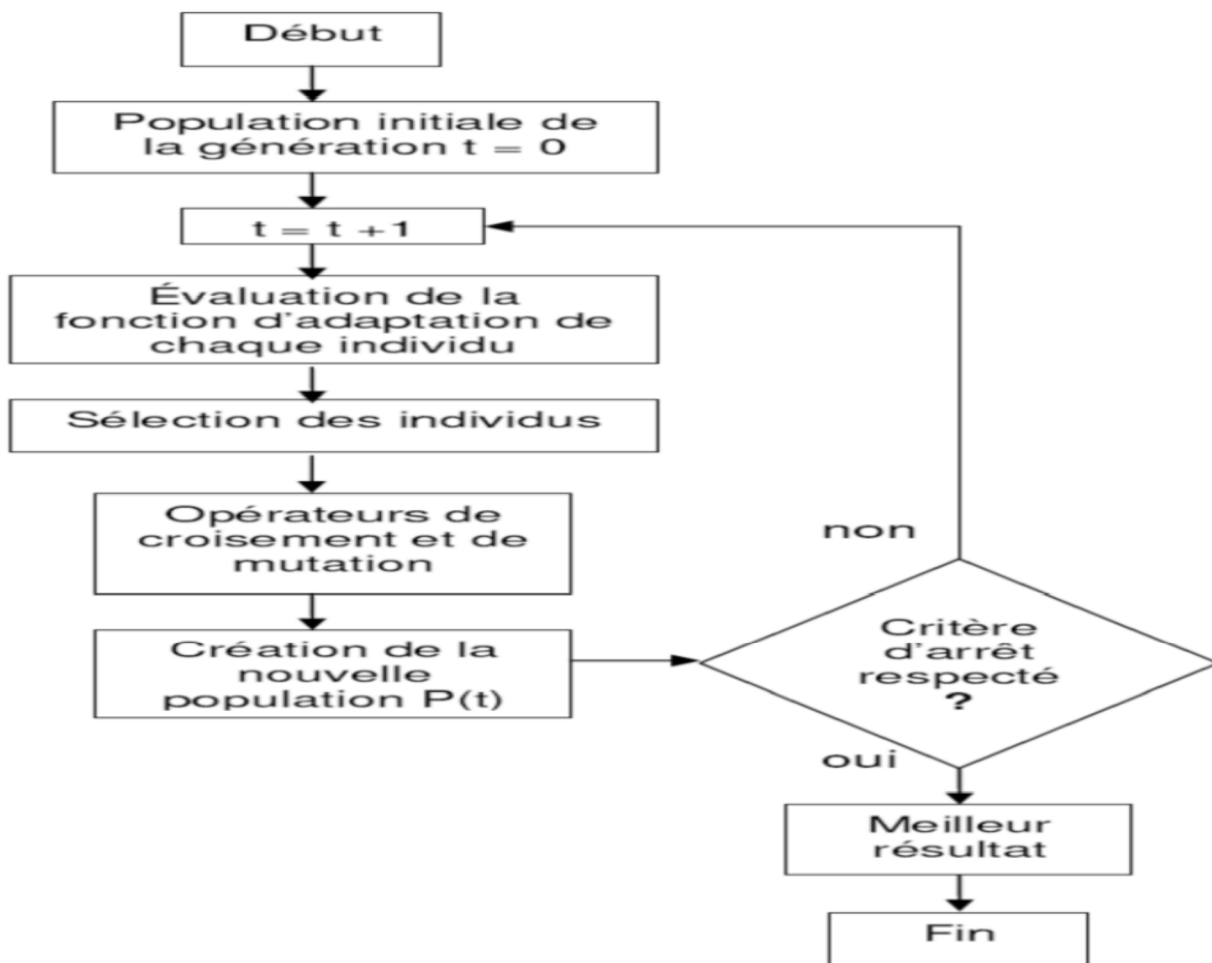 Début
Population initiale de
la génération t = 0
t = t +1
Évaluation de la
fonction d'adaptation de
chaque individu
Sélection des individus
Opérateurs de
croisement et de
mutation
Création de la
nouvelle
population P(t)
non
Critère
d'arrêt
respecté
?
oui
Meilleur
résultat
Fin